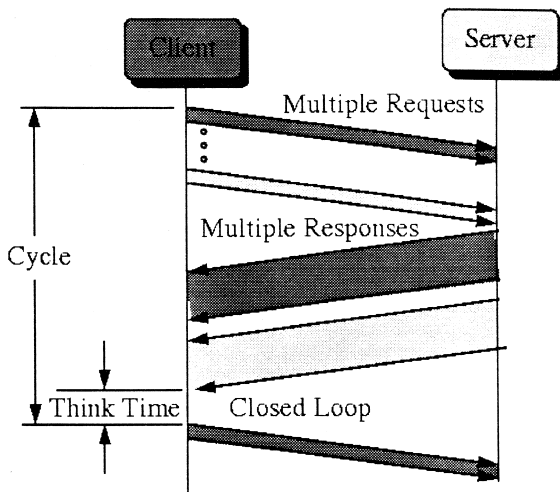 Client
Server
Multiple Requests
Multiple Responses
Cycle
Think Time
Closed Loop